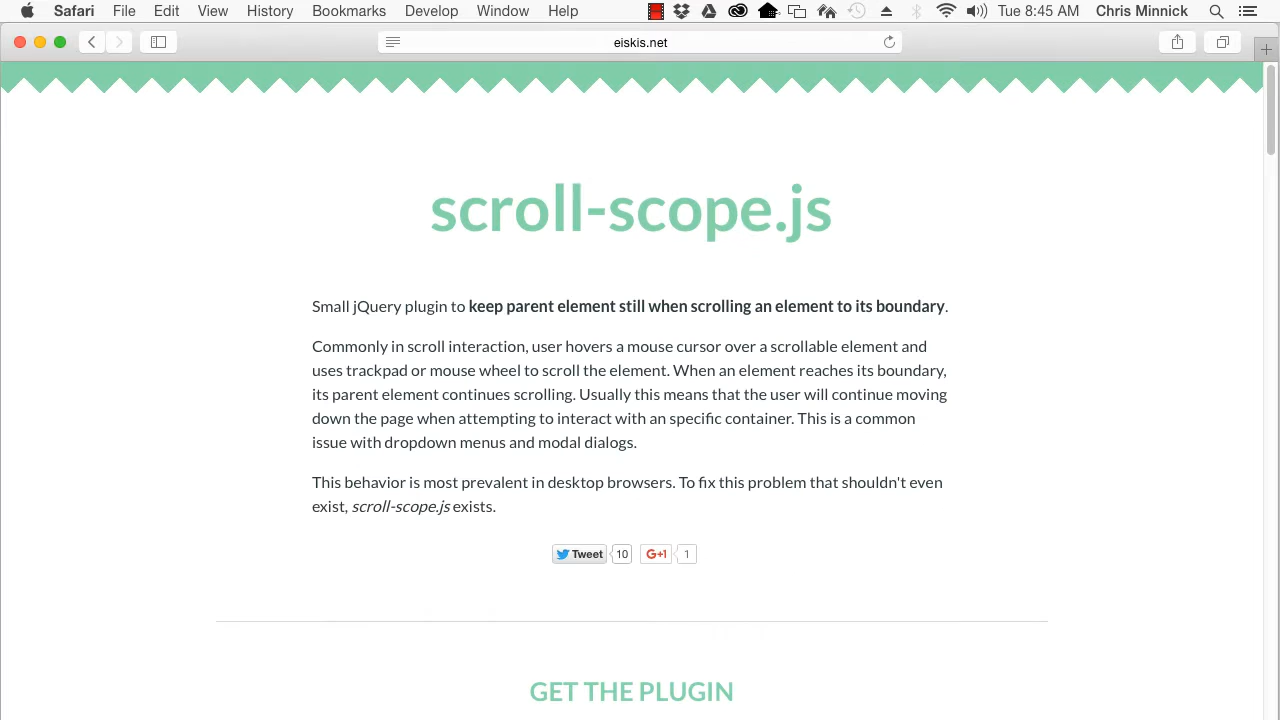 Safari File Edit View History Bookmarks Develop Window Help Tue 8:45 AM Chris Minnick
eiskis.net
scroll-scope.js
Small jQuery plugin to keep parent element still when scrolling an element to its boundary.
Commonly in scroll interaction, user hovers a mouse cursor over a scrollable element and
uses trackpad or mouse wheel to scroll the element. When an element reaches its boundary,
its parent element continues scrolling. Usually this means that the user will continue moving
down the page when attempting to interact with an specific container. This is a common
issue with dropdown menus and modal dialogs.
This behavior is most prevalent in desktop browsers. To fix this problem that shouldn't even
exist, scroll-scope.js exists.
Tweet 10 G+1 1
GET THE PLUGIN